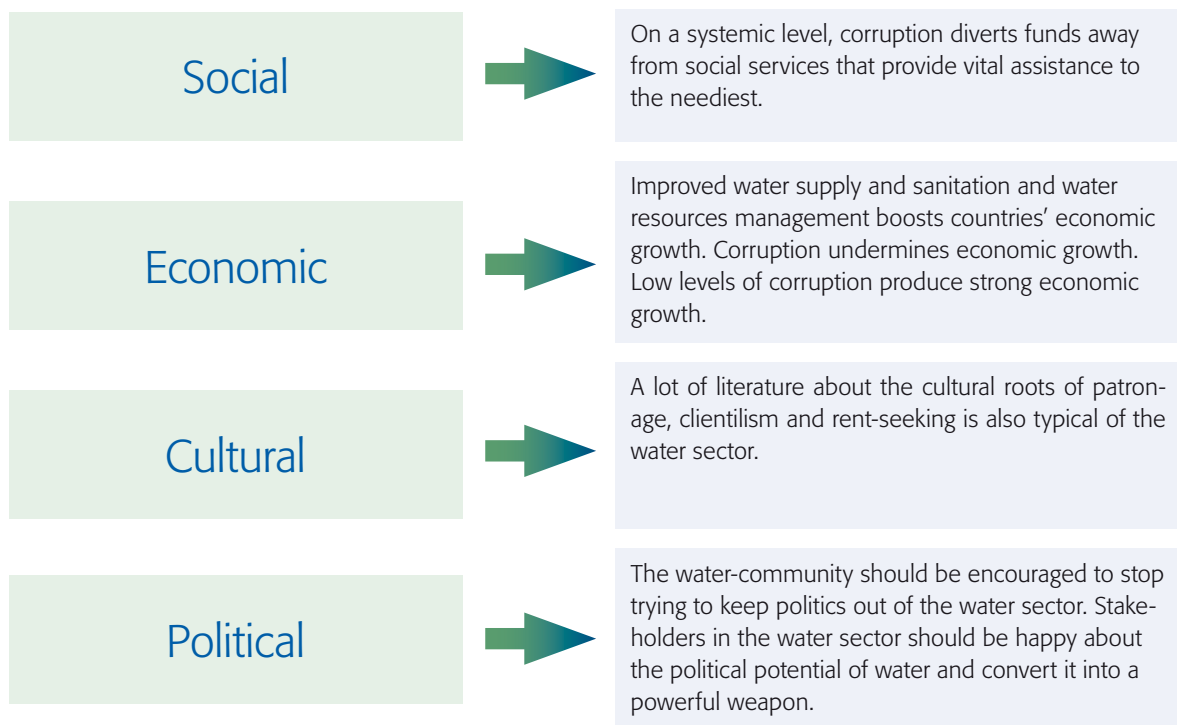 Social
On a systemic level, corruption diverts funds away
from social services that provide vital assistance to
the neediest.
Economic
Improved water supply and sanitation and water
resources management boosts countries’ economic
growth. Corruption undermines economic growth.
Low levels of corruption produce strong economic
growth.
Cultural
A lot of literature about the cultural roots of patron-
age, clientilism and rent-seeking is also typical of the
water sector.
Political
The water-community should be encouraged to stop
trying to keep politics out of the water sector. Stake-
holders in the water sector should be happy about
the political potential of water and convert it into a
powerful weapon.